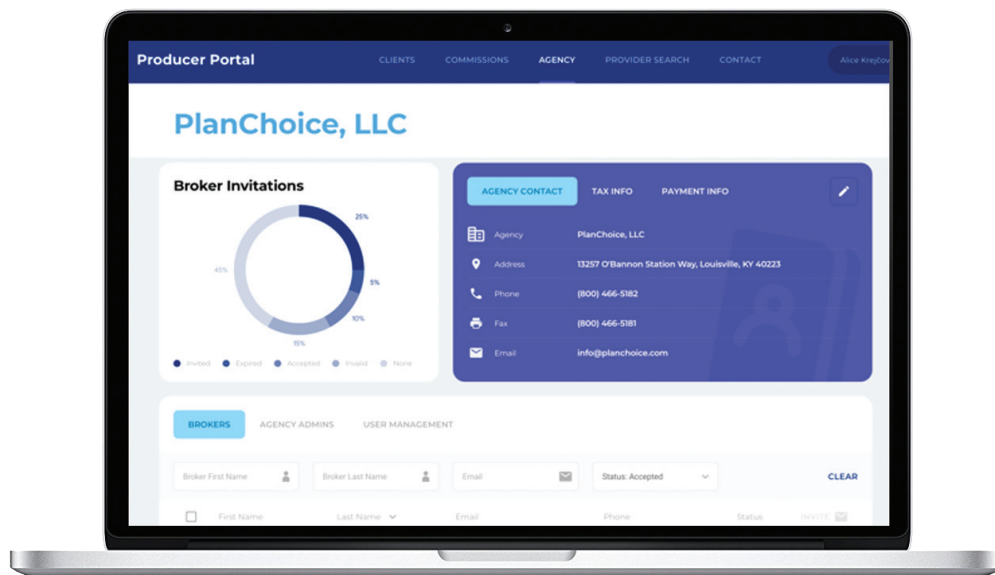 Producer Portal CLIENTS COMMISSIONS AGENCY PROVIDER SEARCH CONTACT Alice Krejčov
PlanChoice, LLC
Broker Invitations
25%
45%
5%
10%
15%
Invited Expired Accepted Invalid None
AGENCY CONTACT TAX INFO PAYMENT INFO
Agency PlanChoice, LLC
Address 13257 O'Bannon Station Way, Louisville, KY 40223
Phone (800) 466-5182
Fax (800) 466-5181
Email info@planchoice.com
BROKERS AGENCY ADMINS USER MANAGEMENT
Broker First Name Broker Last Name Email Status: Accepted CLEAR
First Name Last Name Email Phone Status INVITE